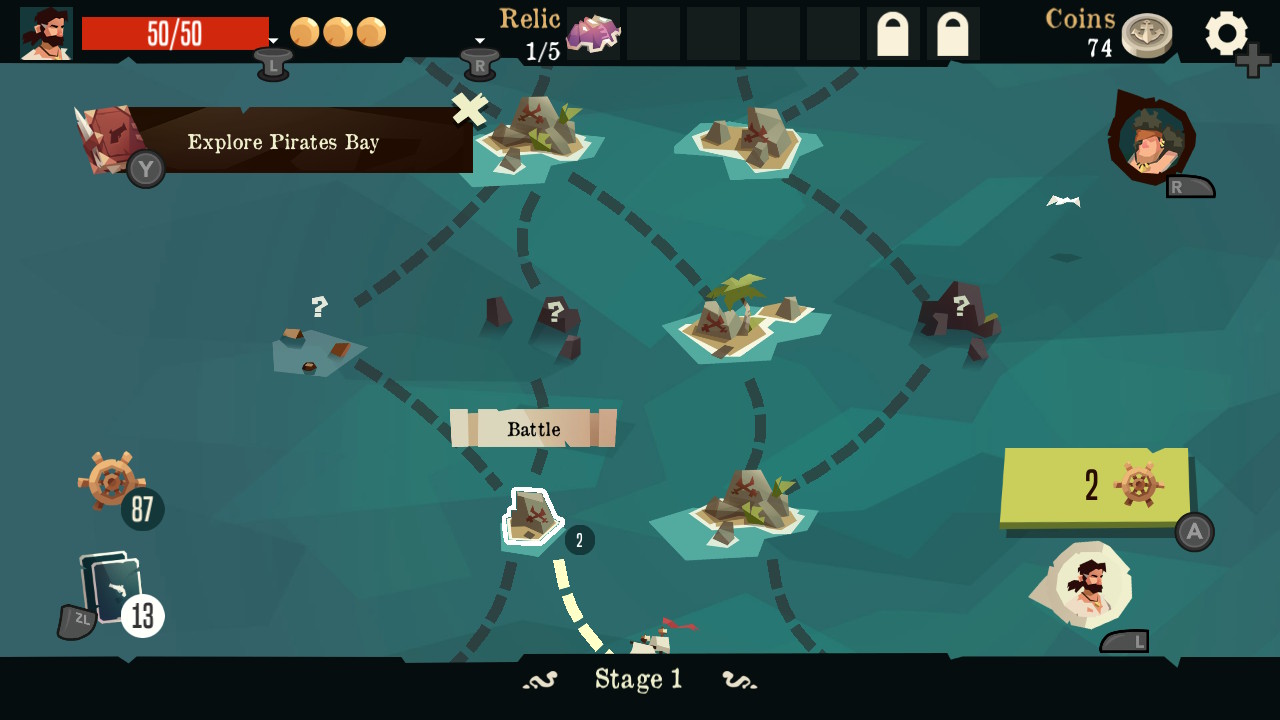 50/50
Relic
1/5
Coins
74
L
R
Explore Pirates Bay
Y
R
?
?
?
Battle
87
2
2
A
ZL
13
L
Stage 1